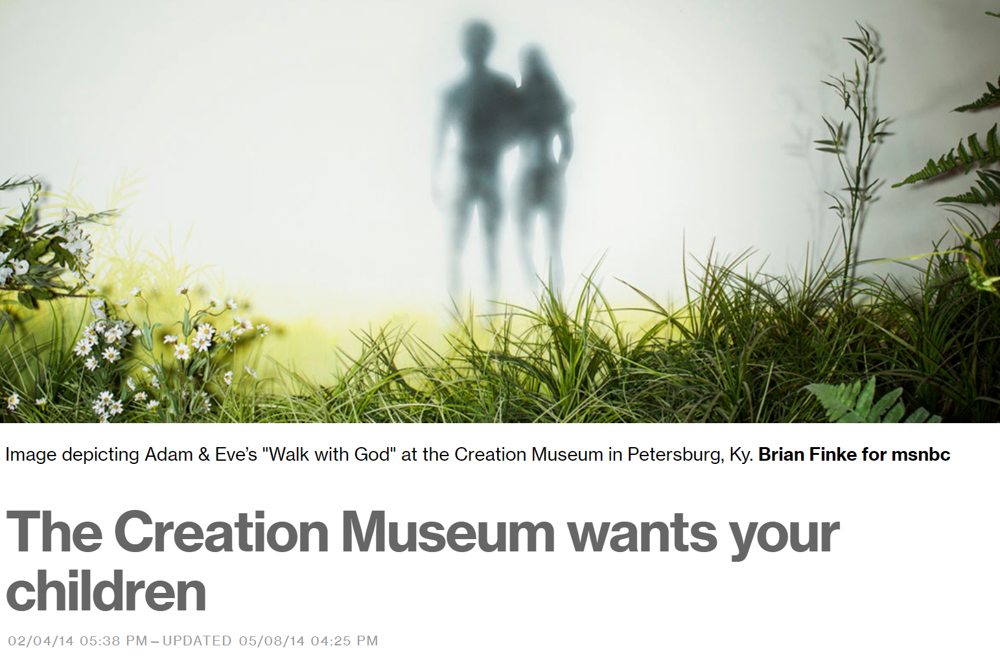 Image depicting Adam & Eve’s "Walk with God" at the Creation Museum in Petersburg, Ky. Brian Finke for msnbc
The Creation Museum wants your
children
02/04/14 05:38 PM – UPDATED 05/08/14 04:25 PM